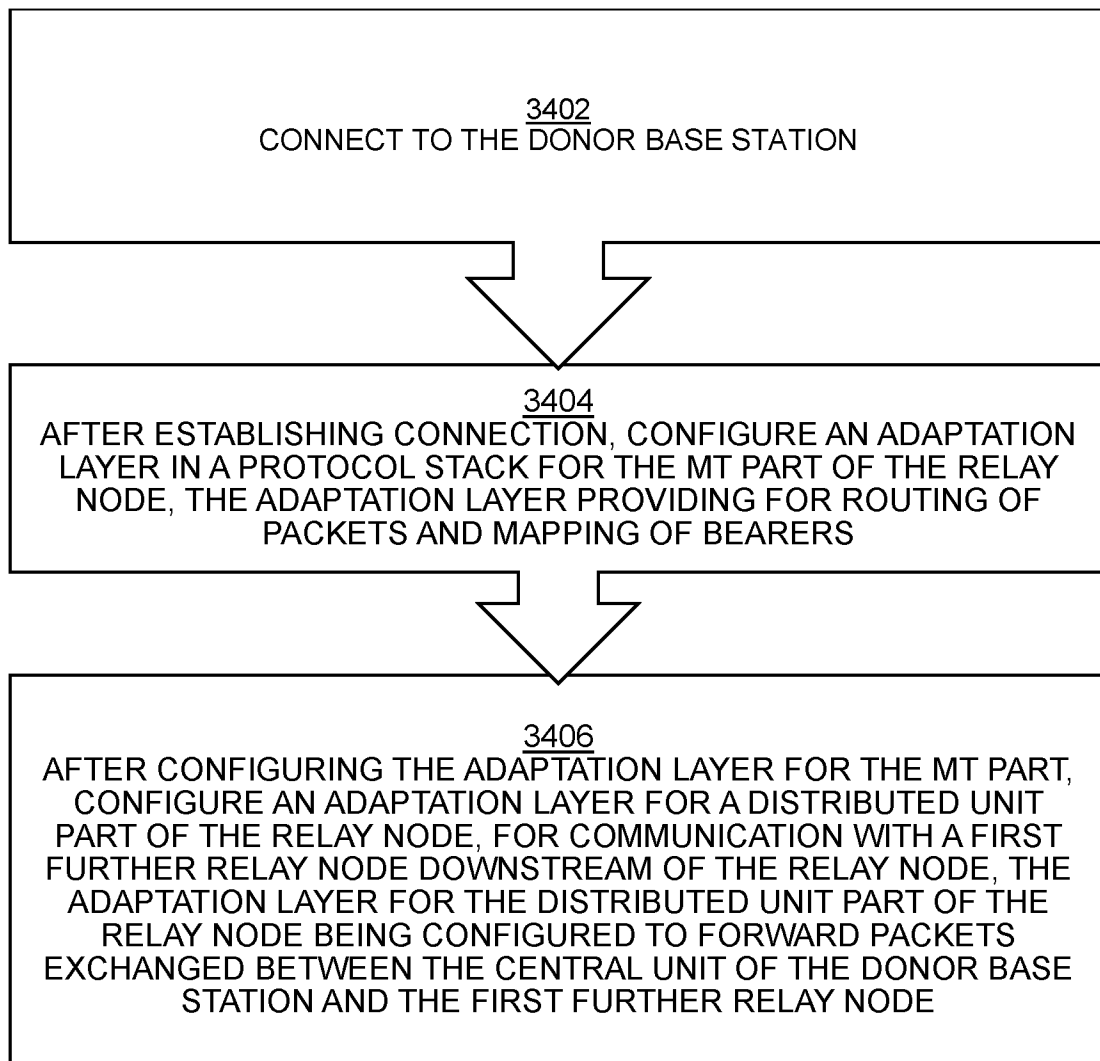 3402
CONNECT TO THE DONOR BASE STATION
3404
AFTER ESTABLISHING CONNECTION, CONFIGURE AN ADAPTATION
LAYER IN A PROTOCOL STACK FOR THE MT PART OF THE RELAY
NODE, THE ADAPTATION LAYER PROVIDING FOR ROUTING OF
PACKETS AND MAPPING OF BEARERS
3406
AFTER CONFIGURING THE ADAPTATION LAYER FOR THE MT PART,
CONFIGURE AN ADAPTATION LAYER FOR A DISTRIBUTED UNIT
PART OF THE RELAY NODE, FOR COMMUNICATION WITH A FIRST
FURTHER RELAY NODE DOWNSTREAM OF THE RELAY NODE, THE
ADAPTATION LAYER FOR THE DISTRIBUTED UNIT PART OF THE
RELAY NODE BEING CONFIGURED TO FORWARD PACKETS
EXCHANGED BETWEEN THE CENTRAL UNIT OF THE DONOR BASE
STATION AND THE FIRST FURTHER RELAY NODE